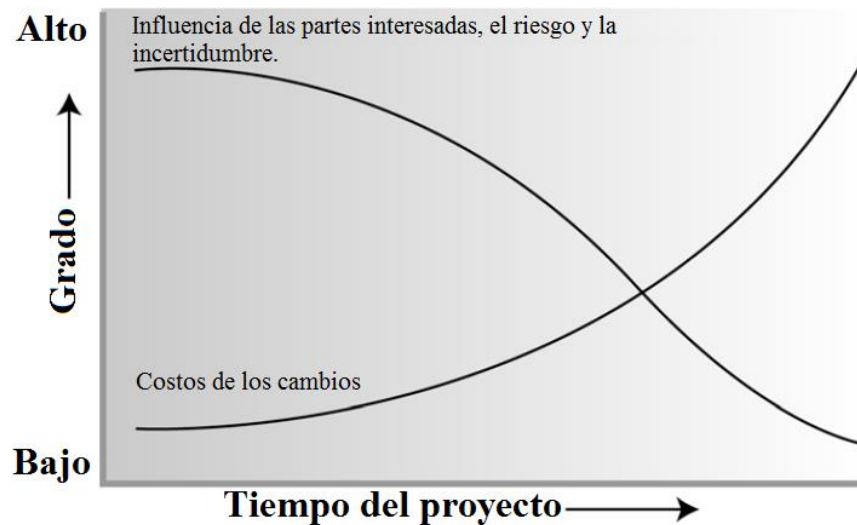 Alto
Influencia de las partes interesadas, el riesgo y la
incertidumbre.
Grado
Costos de los cambios
Bajo
Tiempo del proyecto